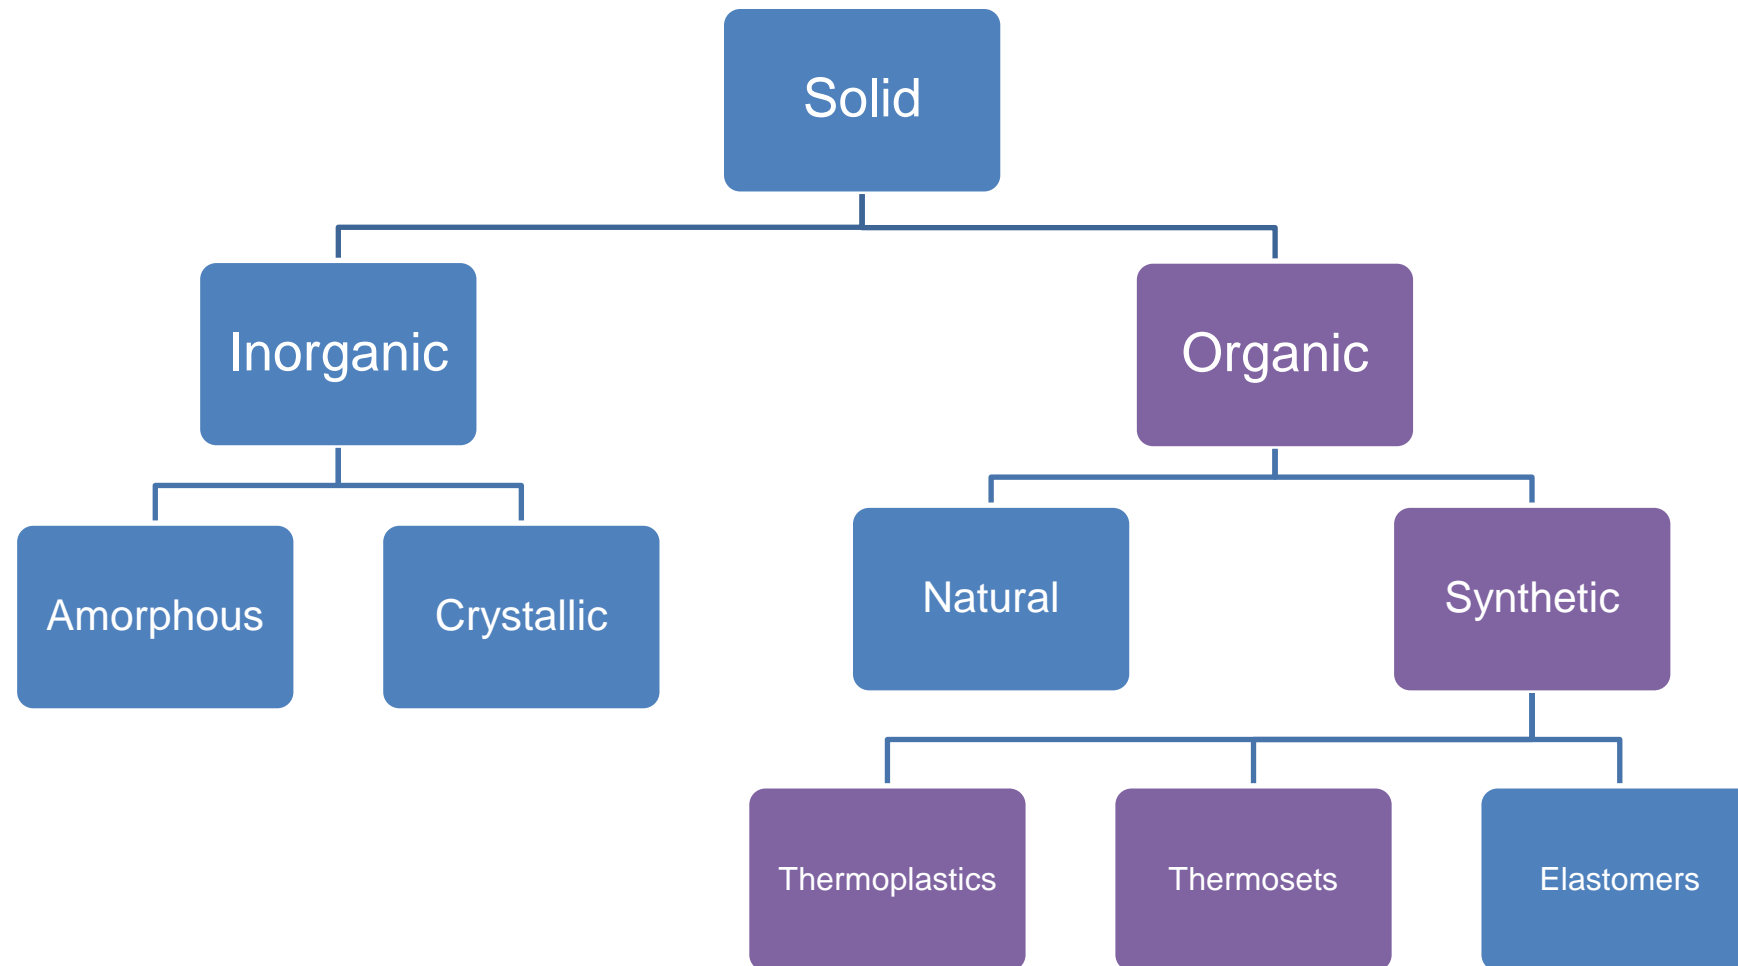 Solid
Inorganic
Organic
Amorphous
Crystallic
Natural
Synthetic
Thermoplastics
Thermosets
Elastomers